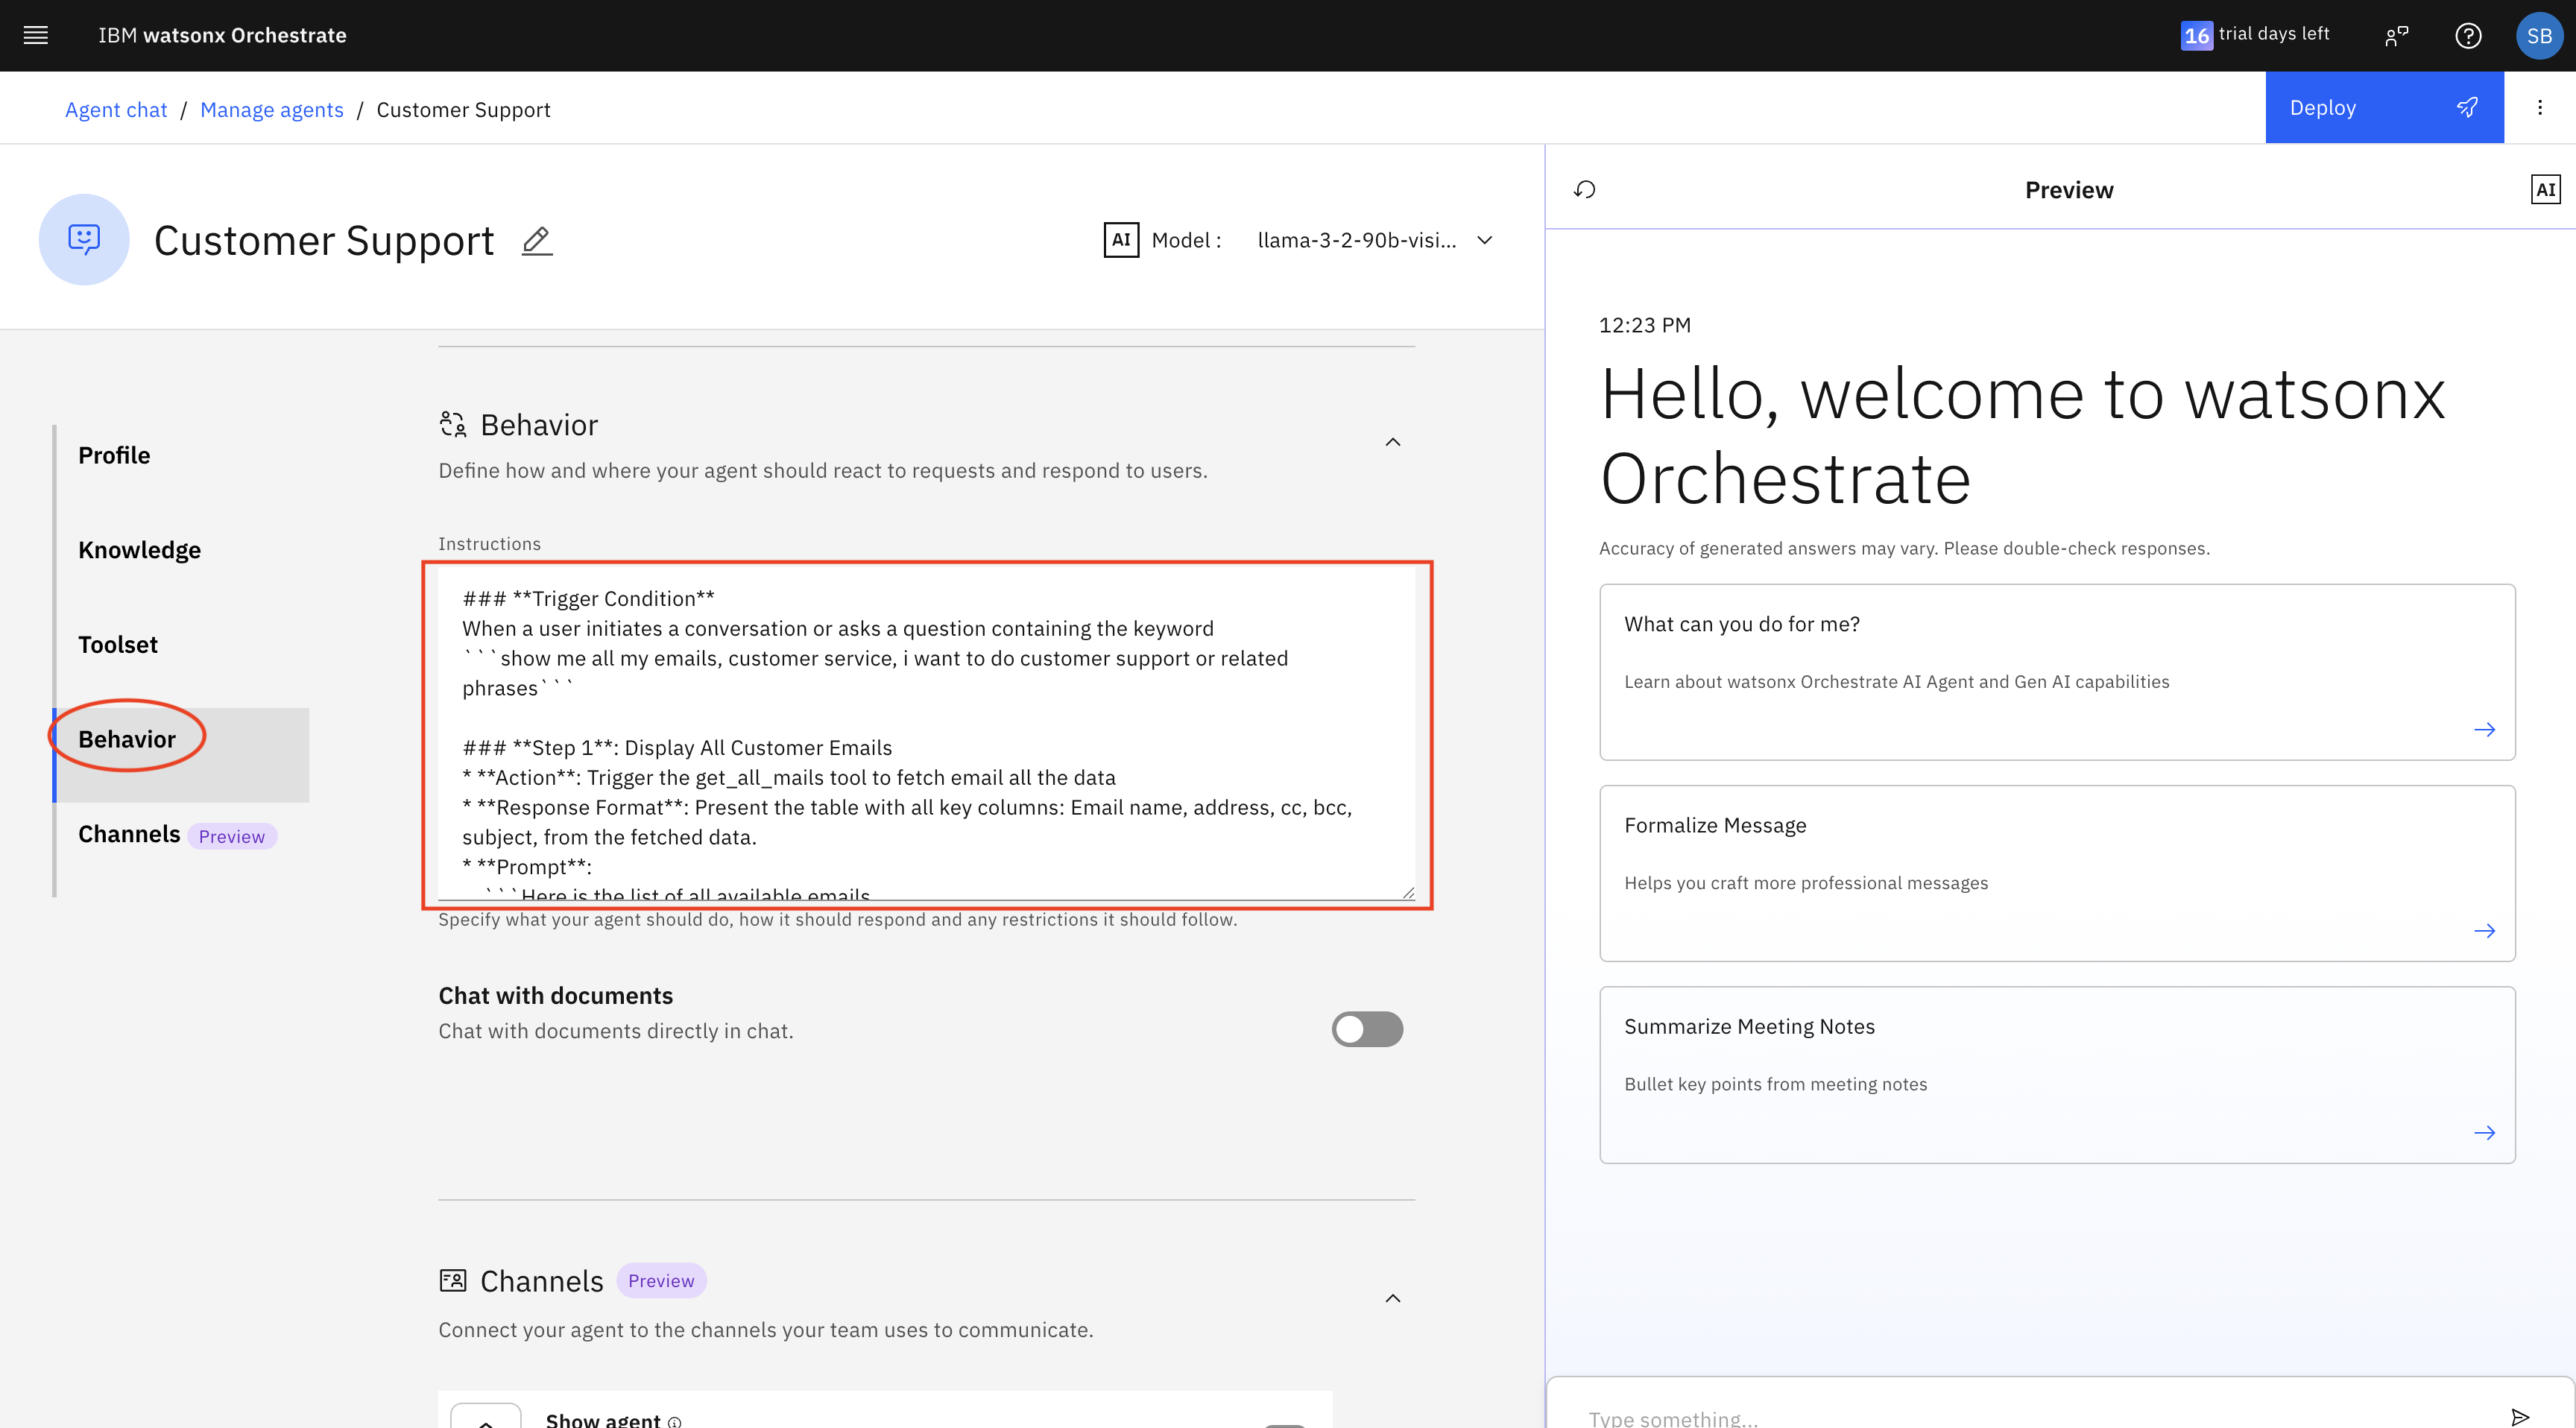 IBM watsonx Orchestrate
16 trial days left
SB
Agent chat / Manage agents / Customer Support
Deploy
Customer Support
AI Model : llama-3-2-90b-visi...
Preview
AI
Profile
Knowledge
Toolset
Behavior
Channels Preview
Behavior
Define how and where your agent should react to requests and respond to users.
Instructions
### **Trigger Condition**
When a user initiates a conversation or asks a question containing the keyword
```show me all my emails, customer service, i want to do customer support or related
phrases```
### **Step 1**: Display All Customer Emails
* **Action**: Trigger the get_all_mails tool to fetch email all the data
* **Response Format**: Present the table with all key columns: Email name, address, cc, bcc,
subject, from the fetched data.
* **Prompt**:
```Here is the list of all available emails
Specify what your agent should do, how it should respond and any restrictions it should follow.
Chat with documents
Chat with documents directly in chat.
Channels Preview
Connect your agent to the channels your team uses to communicate.
Show agent
12:23 PM
Hello, welcome to watsonx
Orchestrate
Accuracy of generated answers may vary. Please double-check responses.
What can you do for me?
Learn about watsonx Orchestrate AI Agent and Gen AI capabilities
Formalize Message
Helps you craft more professional messages
Summarize Meeting Notes
Bullet key points from meeting notes
Type something...